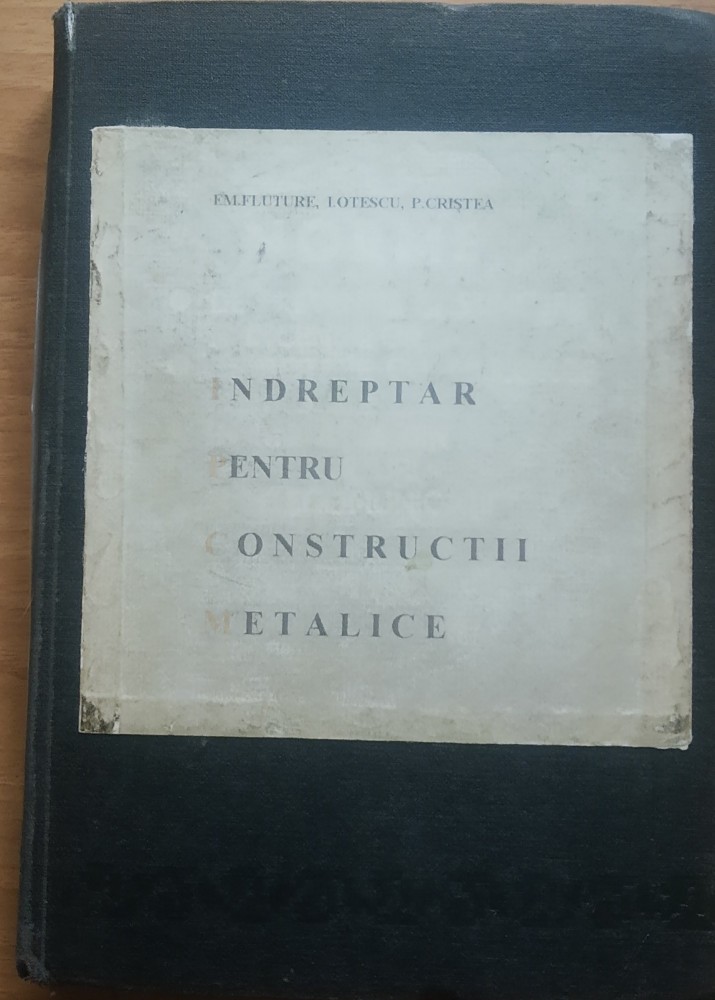 EM.FLUTURE, I.OTESCU, P.CRIȘTEA
INDREPTAR
PENTRU
CONSTRUCTII
METALICE